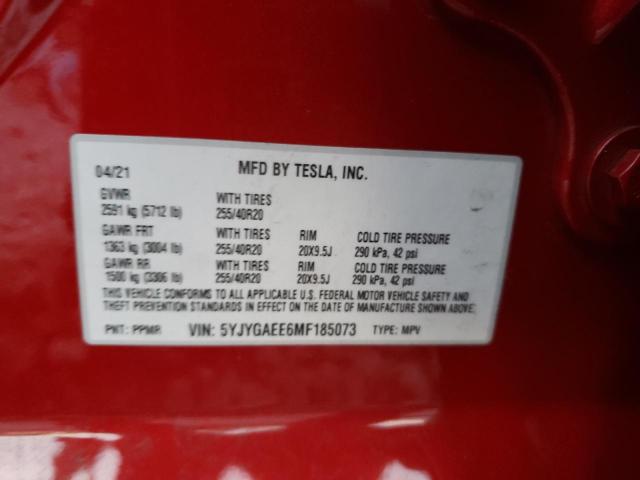 04/21 MFD BY TESLA, INC.
GVWR WITH TIRES
2591 kg (5712 lb) 255/40R20
GAWR FRT WITH TIRES RIM COLD TIRE PRESSURE
1363 kg (3004 lb) 255/40R20 20X9.5J 290 kPa, 42 psi
GAWR RR WITH TIRES RIM COLD TIRE PRESSURE
1500 kg (3306 lb) 255/40R20 20X9.5J 290 kPa, 42 psi
THIS VEHICLE CONFORMS TO ALL APPLICABLE U.S. FEDERAL MOTOR VEHICLE SAFETY AND
THEFT PREVENTION STANDARDS IN EFFECT ON THE DATE OF MANUFACTURE SHOWN ABOVE.
PNT: PPMR VIN: 5YJYGAEE6MF185073 TYPE: MPV